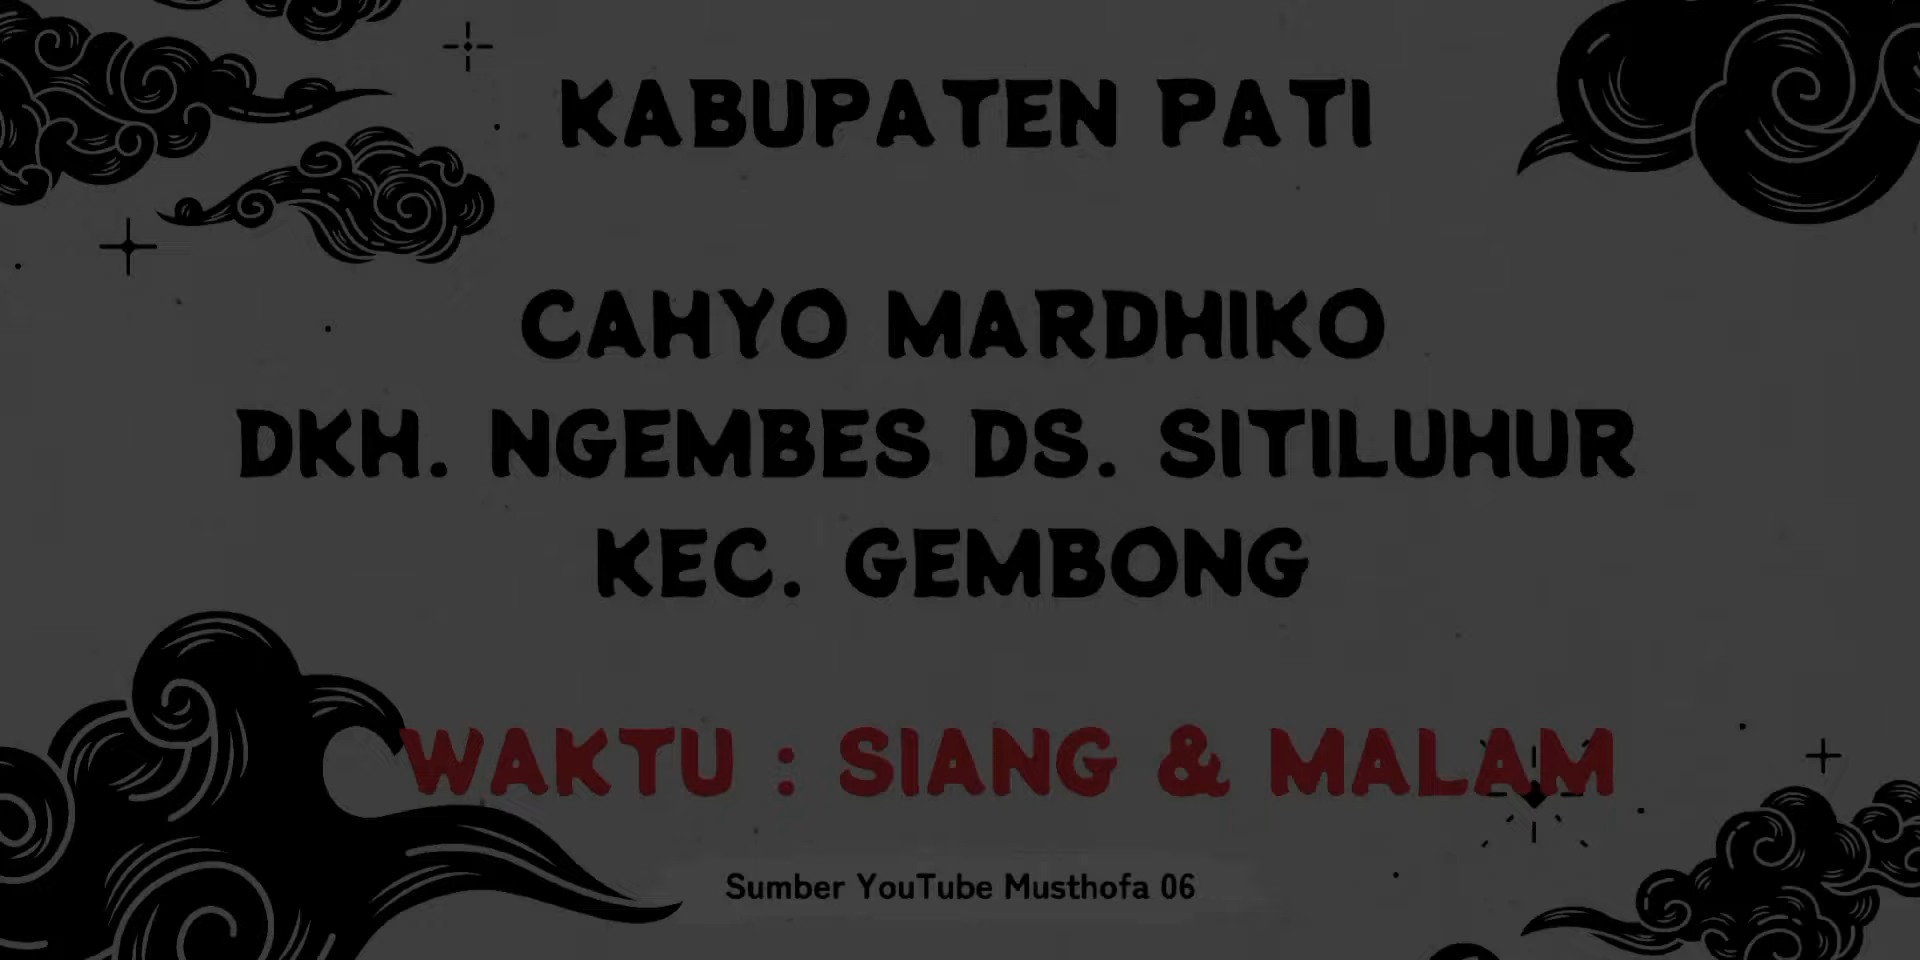 KABUPATEN PATI
CAHYO MARDHIKO
DKH. NGEMBES DS. SITILUHUR
KEC. GEMBONG
WAKTU : SIANG & MALAM
Sumber YouTube Musthofa 06